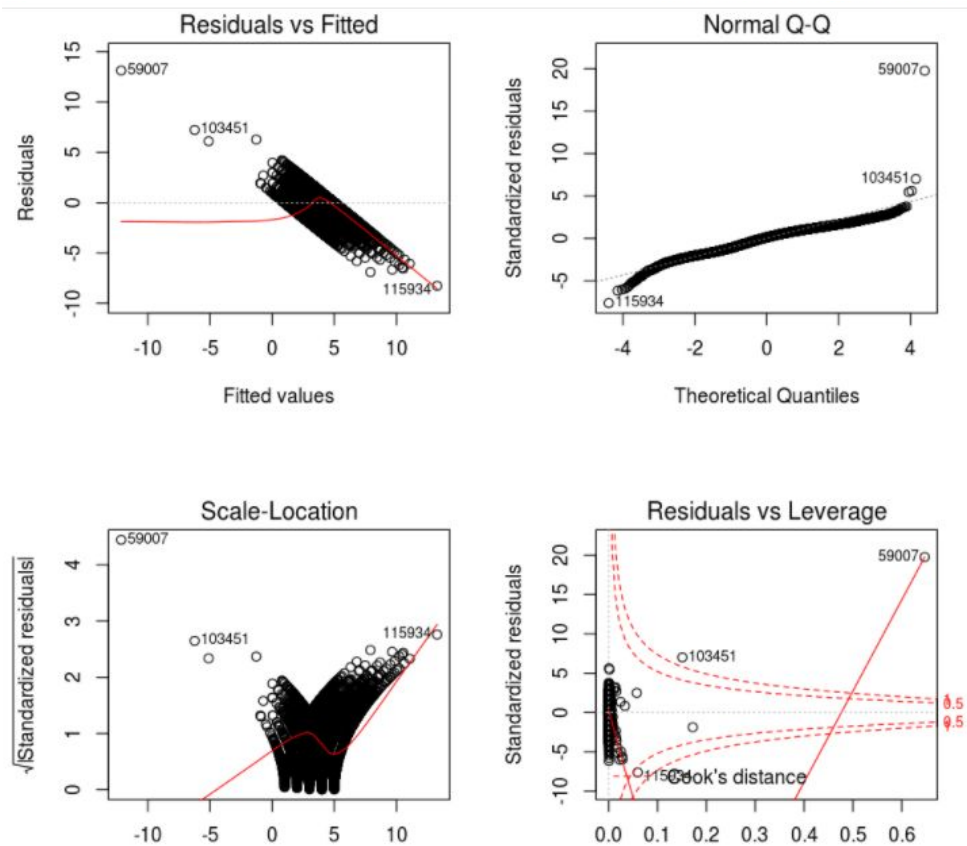 Residuals vs Fitted
Residuals
15
10
5
0
-5
-10
59007
103451
115934
-10 -5 0 5 10
Fitted values
Normal Q-Q
Standardized residuals
20
15
10
5
0
-5
59007
103451
115934
-4 -2 0 2 4
Theoretical Quantiles
Scale-Location
√|Standardized residuals|
4
3
2
1
0
59007
103451
115934
-10 -5 0 5 10
Residuals vs Leverage
Standardized residuals
20
15
10
5
0
-5
-10
59007
103451
1
0.5
0.5
Cook's distance
0.0 0.1 0.2 0.3 0.4 0.5 0.6